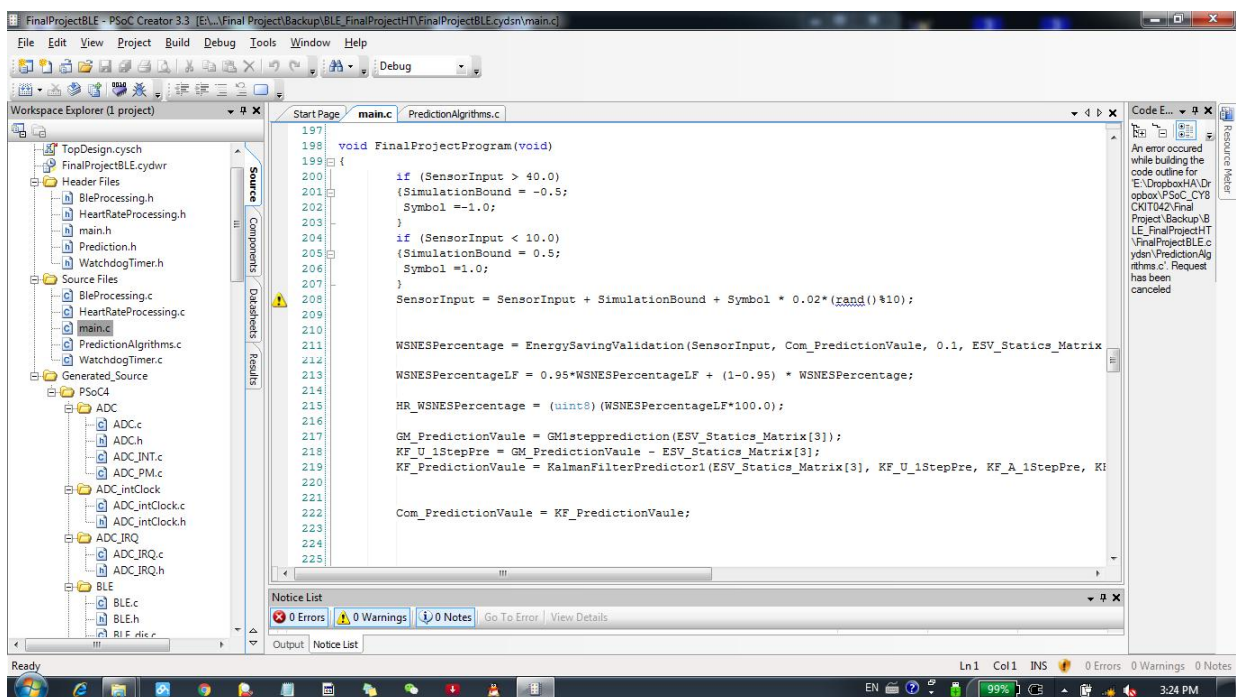 FinalProjectBLE - PSoC Creator 3.3 [E:\...\Final Project\Backup\BLE_FinalProjectHT\FinalProjectBLE.cydsn\main.c]
File Edit View Project Build Debug Tools Window Help
Debug
Workspace Explorer (1 project)
TopDesign.cysch
FinalProjectBLE.cydwr
Header Files
BleProcessing.h
HeartRateProcessing.h
main.h
Prediction.h
WatchdogTimer.h
Source Files
BleProcessing.c
HeartRateProcessing.c
main.c
PredictionAlgrithms.c
WatchdogTimer.c
Generated_Source
PSoC4
ADC
ADC.c
ADC.h
ADC_INT.c
ADC_PM.c
ADC_intClock
ADC_intClock.c
ADC_intClock.h
ADC_IRQ
ADC_IRQ.c
ADC_IRQ.h
BLE
BLE.c
BLE.h
BLE_dis.c
Source
Components
Datasheets
Results
Start Page main.c PredictionAlgrithms.c
197
198 void FinalProjectProgram(void)
199 {
200 if (SensorInput > 40.0)
201 {SimulationBound = -0.5;
202 Symbol =-1.0;
203 }
204 if (SensorInput < 10.0)
205 {SimulationBound = 0.5;
206 Symbol =1.0;
207 }
208 SensorInput = SensorInput + SimulationBound + Symbol * 0.02*(rand()%10);
209
210
211 WSNESPercentage = EnergySavingValidation(SensorInput, Com_PredictionVaule, 0.1, ESV_Statics_Matrix
212
213 WSNESPercentageLF = 0.95*WSNESPercentageLF + (1-0.95) * WSNESPercentage;
214
215 HR_WSNESPercentage = (uint8)(WSNESPercentageLF*100.0);
216
217 GM_PredictionVaule = GM1stepprediction(ESV_Statics_Matrix[3]);
218 KF_U_1StepPre = GM_PredictionVaule - ESV_Statics_Matrix[3];
219 KF_PredictionVaule = KalmanFilterPredictor1(ESV_Statics_Matrix[3], KF_U_1StepPre, KF_A_1StepPre,
220
221
222 Com_PredictionVaule = KF_PredictionVaule;
223
224
225
Code E...
An error occured
while building the
code outline for
'E:\DropboxHA\Dr
opbox\PSoC_CY8
CKIT042\Final
Project\Backup\B
LE_FinalProjectHT
\FinalProjectBLE.c
ydsn\PredictionAlg
rithms.c'. Request
has been
canceled
Resource Meter
Notice List
0 Errors 0 Warnings 0 Notes Go To Error View Details
Output Notice List
Ready
Ln 1 Col 1 INS 0 Errors 0 Warnings 0 Notes
EN 99% 3:24 PM